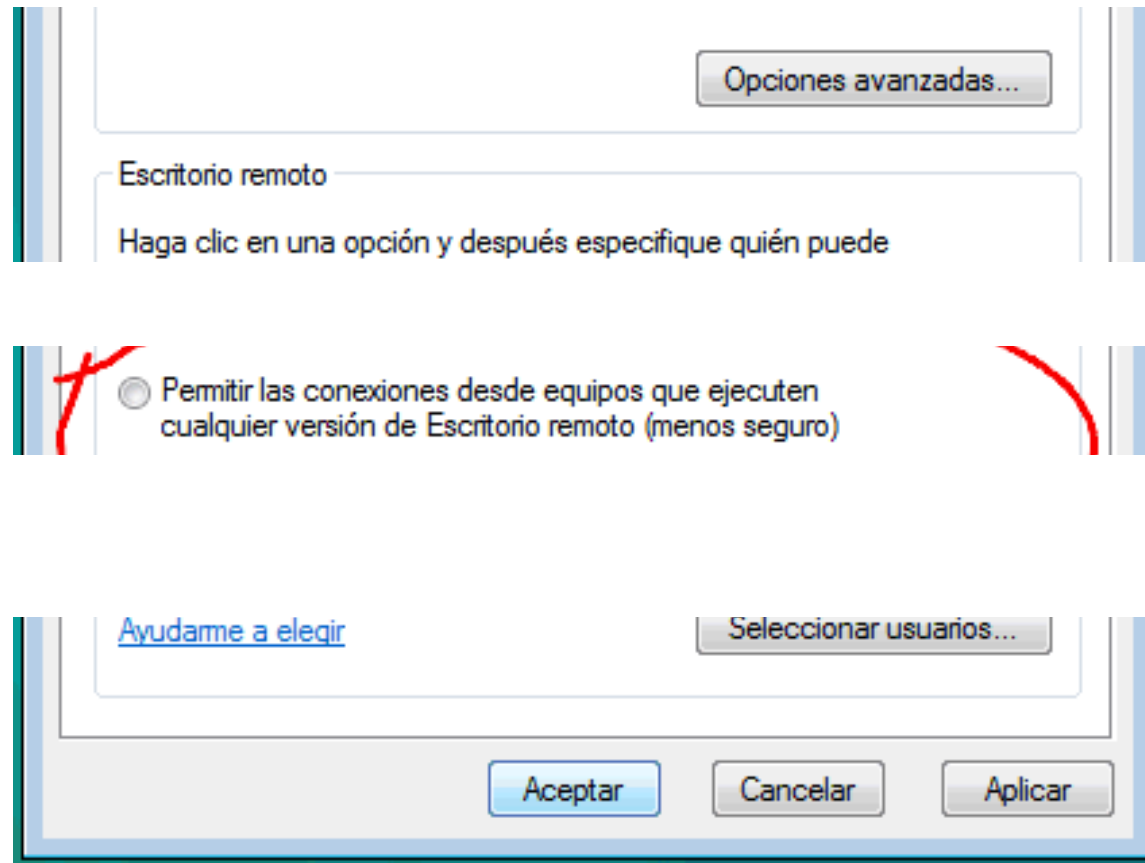 Opciones avanzadas...
Escritorio remoto
Haga clic en una opción y después especifique quién puede
Permitir las conexiones desde equipos que ejecuten
cualquier versión de Escritorio remoto (menos seguro)
Ayudarme a elegir
Seleccionar usuarios...
Aceptar
Cancelar
Aplicar